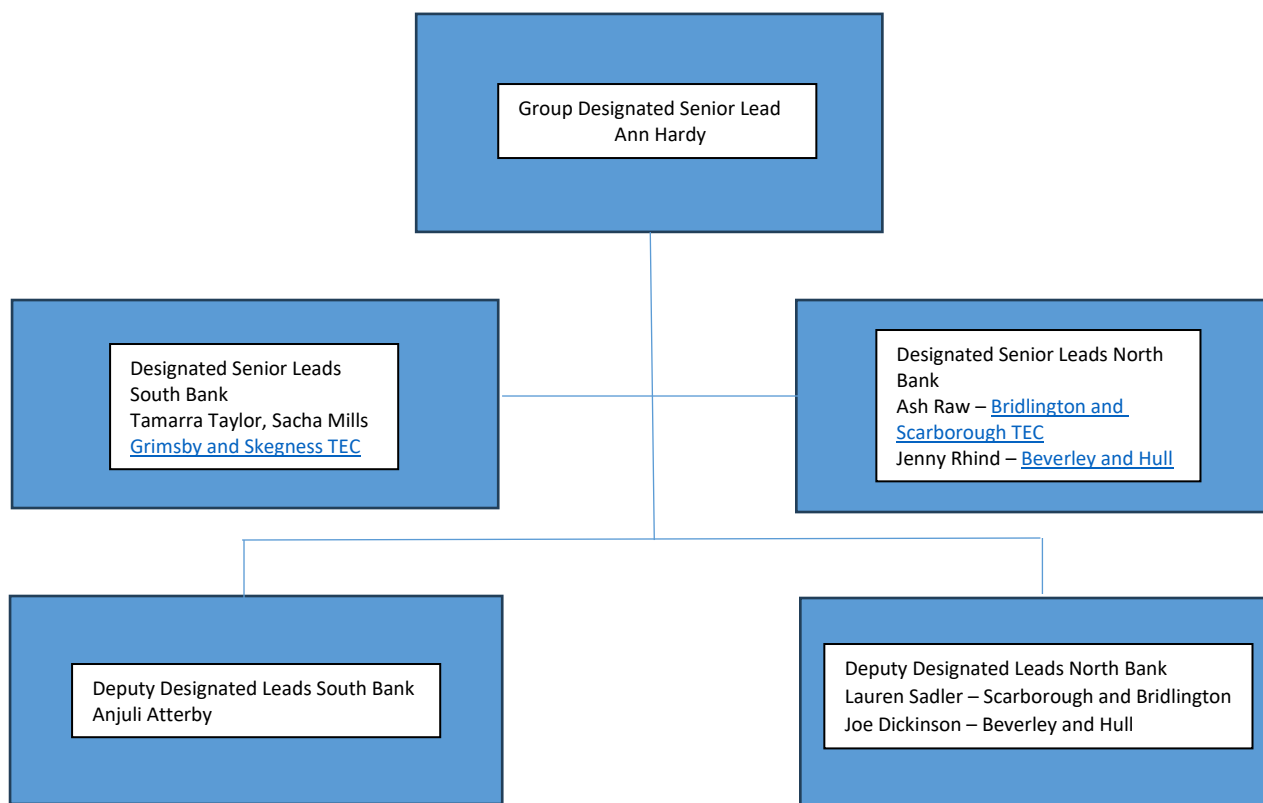 Group Designated Senior Lead
Ann Hardy
Designated Senior Leads
South Bank
Tamarra Taylor, Sacha Mills
Grimsby and Skegness TEC
Designated Senior Leads North
Bank
Ash Raw – Bridlington and
Scarborough TEC
Jenny Rhind – Beverley and Hull
Deputy Designated Leads South Bank
Anjuli Atterby
Deputy Designated Leads North Bank
Lauren Sadler – Scarborough and Bridlington
Joe Dickinson – Beverley and Hull